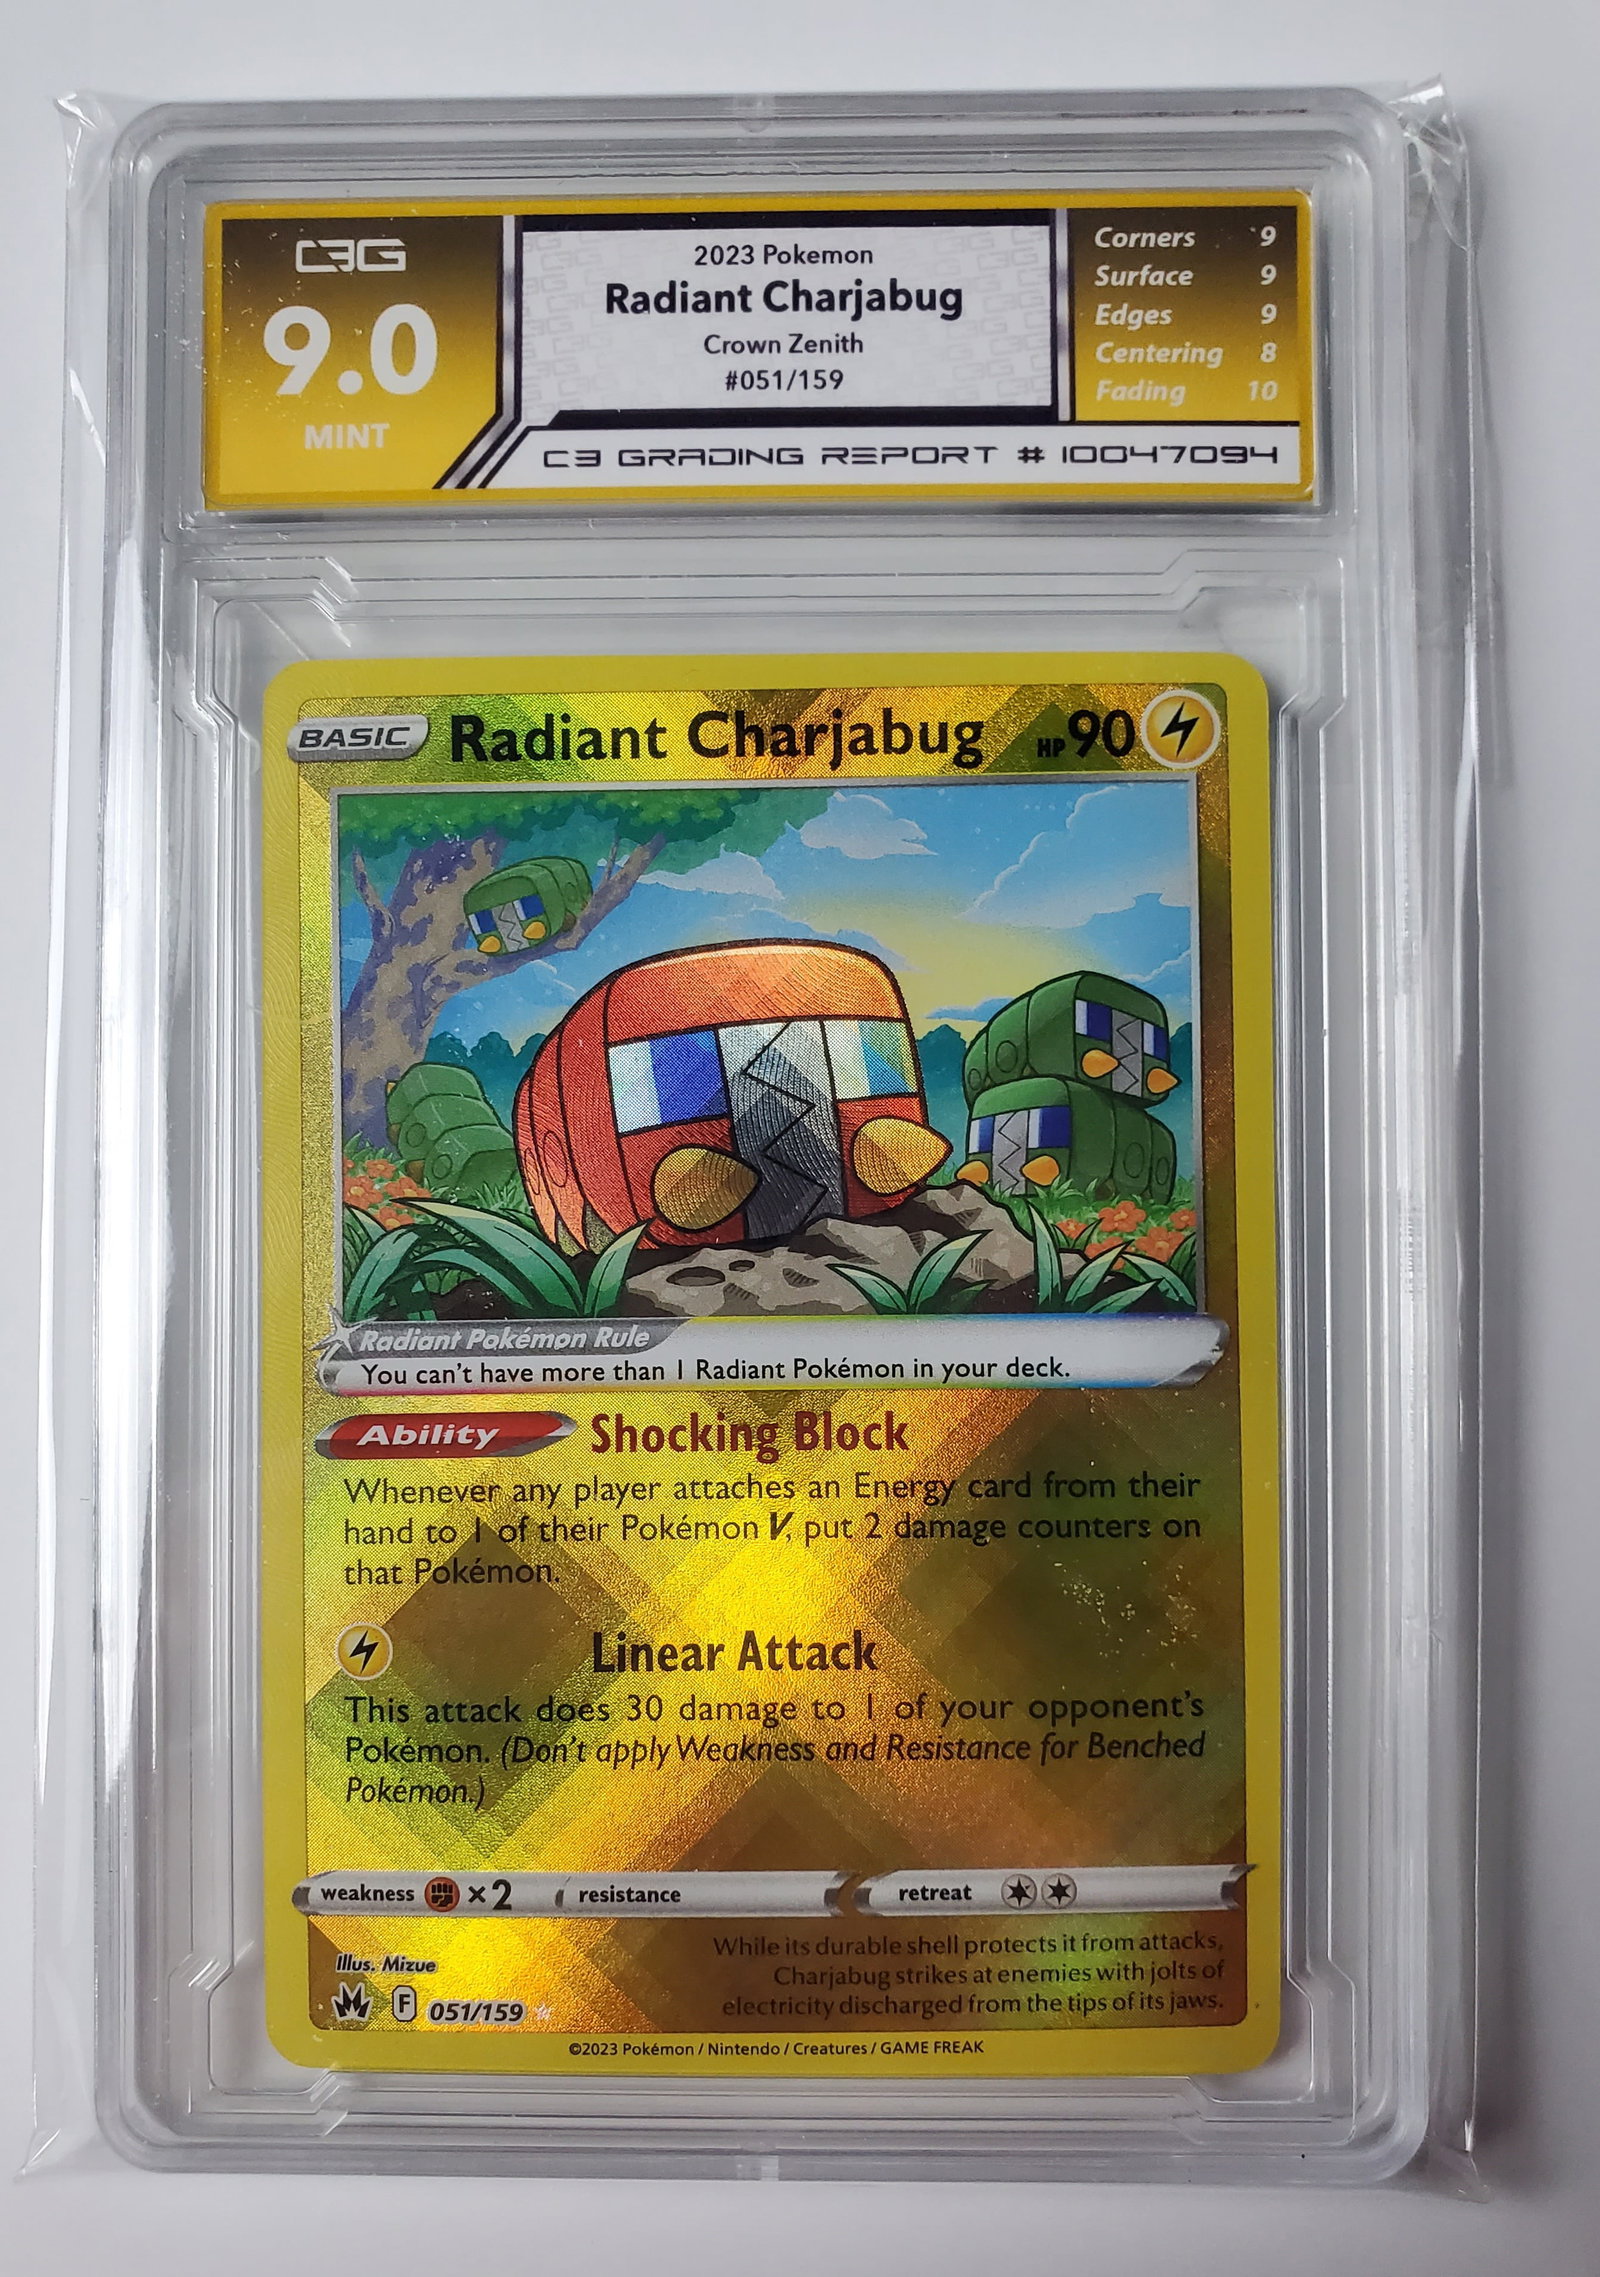 C3G
9.0
MINT
2023 Pokemon
Radiant Charjabug
Crown Zenith
#051/159
Corners 9
Surface 9
Edges 9
Centering 8
Fading 10
C3 GRADING REPORT # 10047094
BASIC Radiant Charjabug HP 90
Radiant Pokémon Rule
You can't have more than 1 Radiant Pokémon in your deck.
Ability Shocking Block
Whenever any player attaches an Energy card from their
hand to 1 of their Pokémon V, put 2 damage counters on
that Pokémon.
Linear Attack
This attack does 30 damage to 1 of your opponent's
Pokémon. (Don't apply Weakness and Resistance for Benched
Pokémon.)
weakness ×2 resistance retreat
Illus. Mizue
F 051/159
While its durable shell protects it from attacks,
Charjabug strikes at enemies with jolts of
electricity discharged from the tips of its jaws.
©2023 Pokémon / Nintendo / Creatures / GAME FREAK